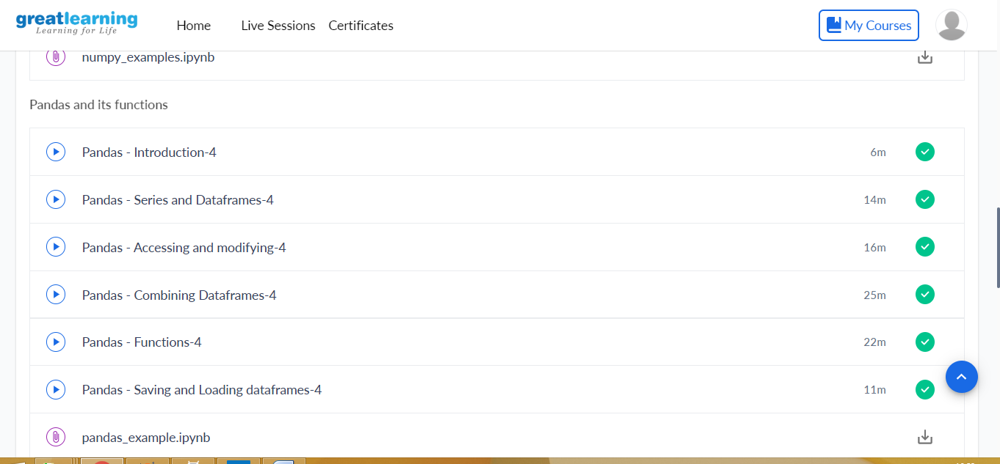 greatlearning
Learning for Life
Home Live Sessions Certificates My Courses
numpy_examples.ipynb
Pandas and its functions
Pandas - Introduction-4 6m
Pandas - Series and Dataframes-4 14m
Pandas - Accessing and modifying-4 16m
Pandas - Combining Dataframes-4 25m
Pandas - Functions-4 22m
Pandas - Saving and Loading dataframes-4 11m
pandas_example.ipynb